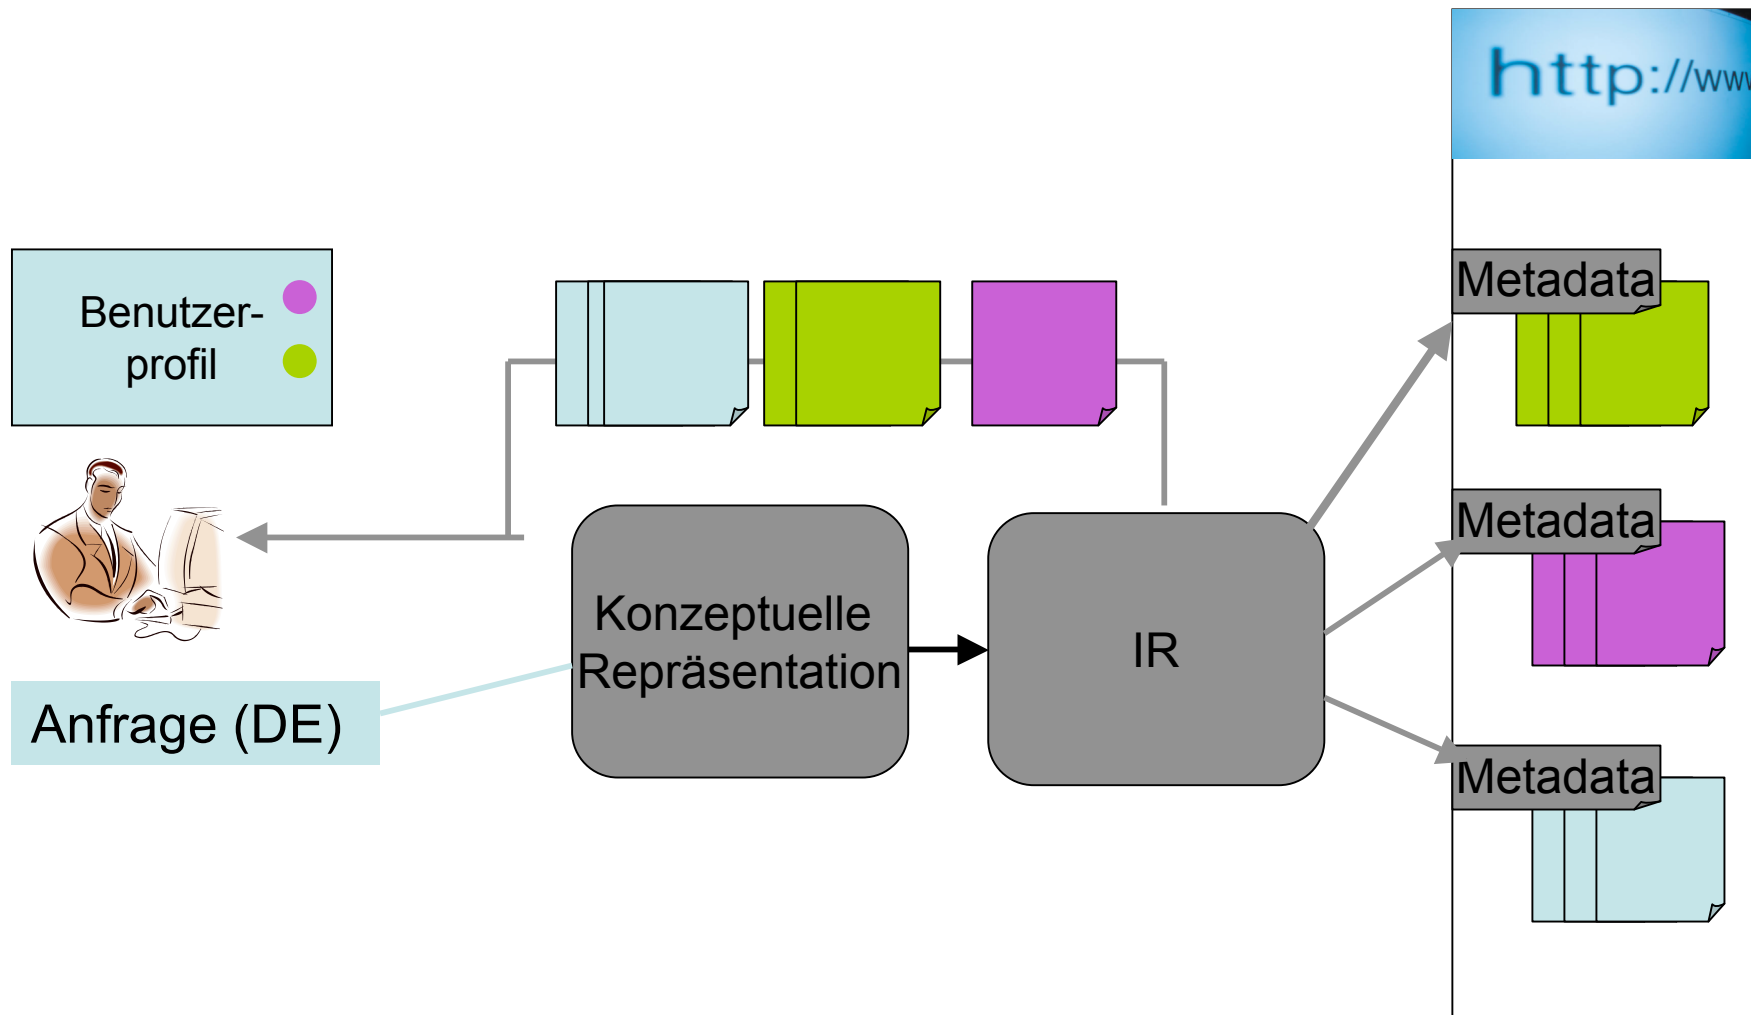 http://www
Benutzer-
profil
Metadata
Metadata
Konzeptuelle
Repräsentation
IR
Anfrage (DE)
Metadata